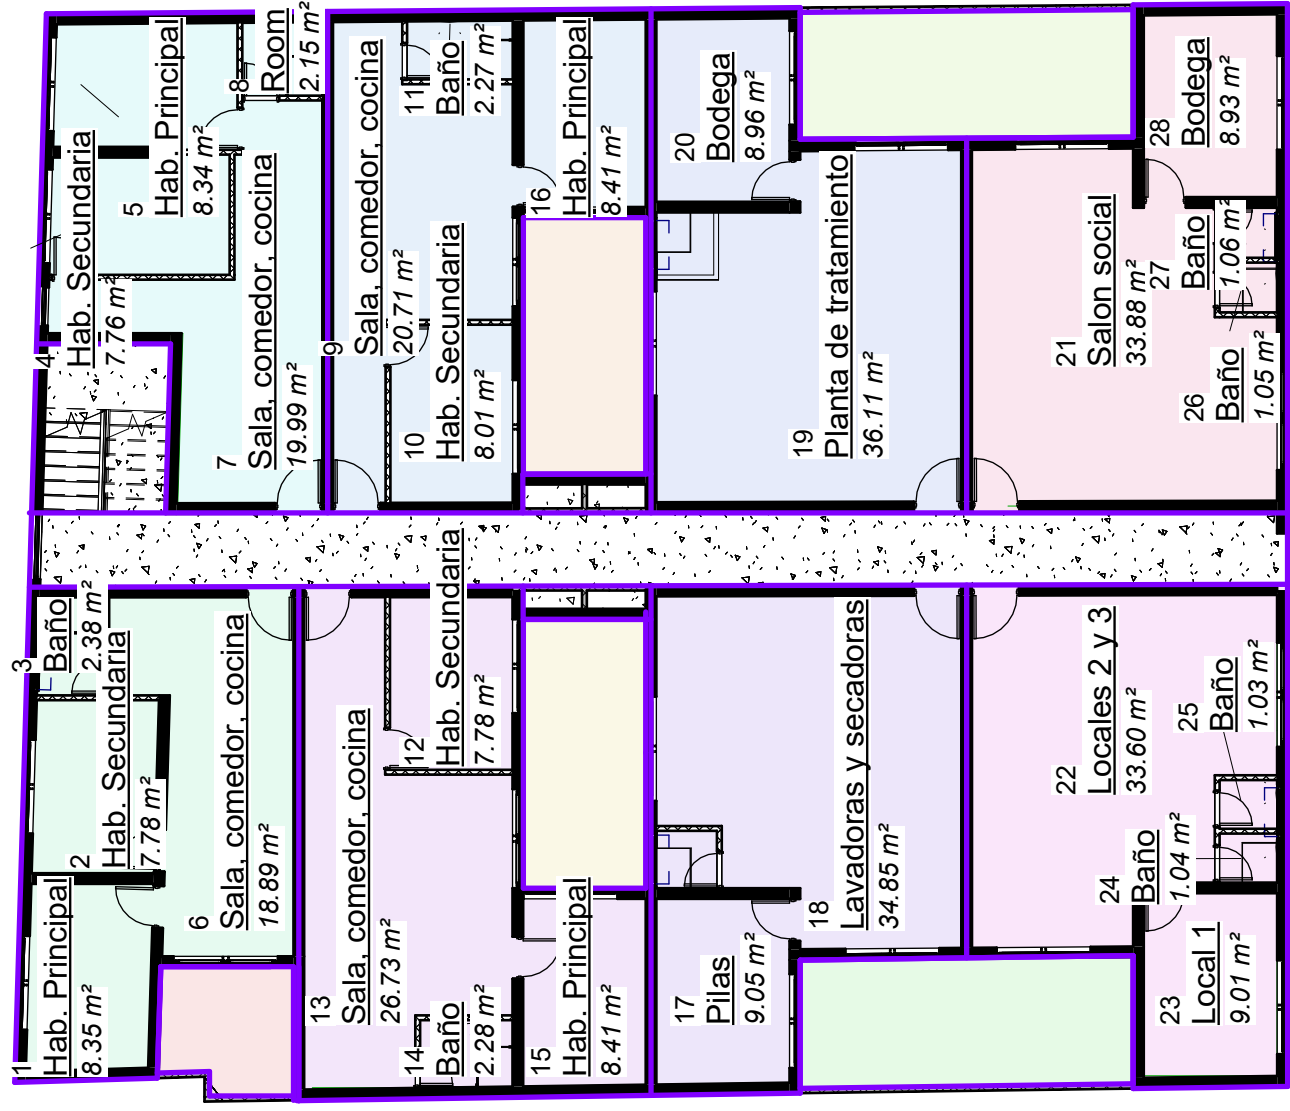 1
Hab. Principal
8.35 m²
2
Hab. Secundaria
7.78 m²
3
Baño
2.38 m²
4
Hab. Secundaria
7.76 m²
5
Hab. Principal
8.34 m²
6
Sala, comedor, cocina
18.89 m²
7
Sala, comedor, cocina
19.99 m²
8
Room
2.15 m²
9
Sala, comedor, cocina
20.71 m²
10
Hab. Secundaria
8.01 m²
11
Baño
2.27 m²
12
Hab. Secundaria
7.78 m²
13
Sala, comedor, cocina
26.73 m²
14
Baño
2.28 m²
15
Hab. Principal
8.41 m²
16
Hab. Principal
8.41 m²
17
Pilas
9.05 m²
18
Lavadoras y secadoras
34.85 m²
19
Planta de tratamiento
36.11 m²
20
Bodega
8.96 m²
21
Salon social
33.88 m²
22
Locales 2 y 3
33.60 m²
23
Local 1
9.01 m²
24
Baño
1.04 m²
25
Baño
1.03 m²
26
Baño
1.05 m²
27
Baño
1.06 m²
28
Bodega
8.93 m²